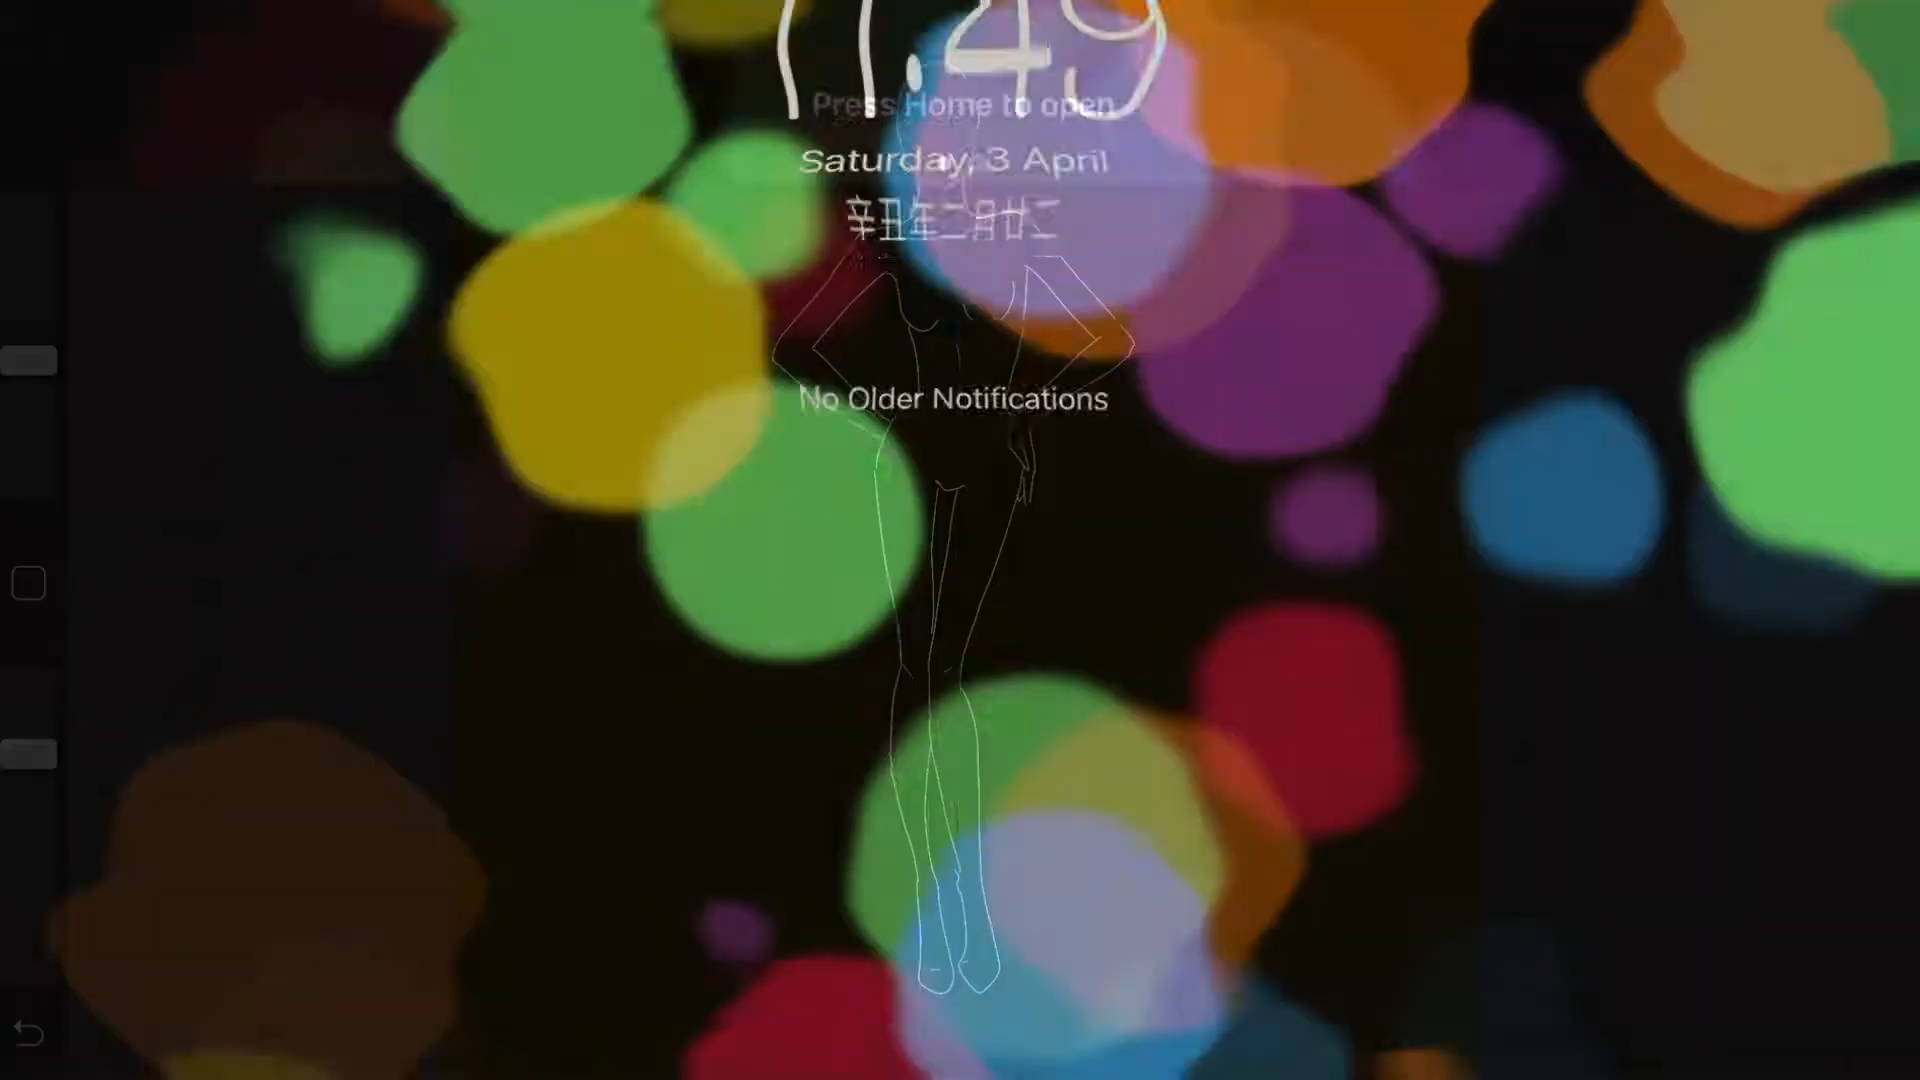 11:49
Press Home to open
Saturday, 3 April
辛丑年二月廿二
No Older Notifications